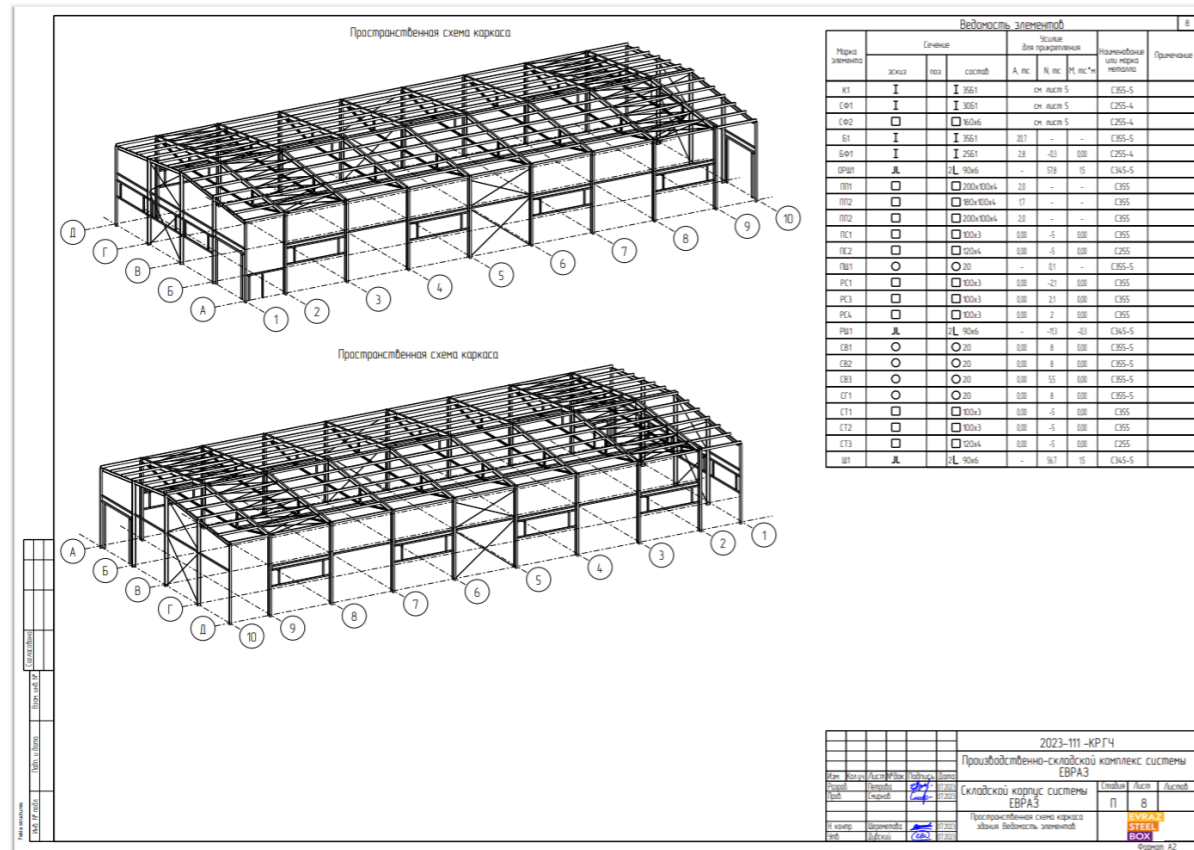 Пространственная схема каркаса
Д
Г
В
Б
А
1
2
3
4
5
6
7
8
9
10
Пространственная схема каркаса
А
Б
В
Г
Д
10
9
8
7
6
5
4
3
2
1
8
Ведомость элементов
Марка элемента Сечение Усилие для прикрепления Наименование или марка металла Примечание
эскиз поз состав А, тс N, тс М, тс*м
К1 35Б1 см. лист 5 С355-5
СФ1 30Б1 см. лист 5 С255-4
СФ2 160х6 см. лист 5 С255-4
Б1 35Б1 20,7 - - С355-5
БФ1 25Б1 2,8 -0,3 0,00 С255-4
ОРШ1 2L 90х6 - 57,8 1,5 С345-5
ПП1 200х100х4 2,0 - - С355
ПП2 180х100х4 1,7 - - С355
ПП2 200х100х4 2,0 - - С355
ПС1 100х3 0,00 -5 0,00 С355
ПС2 120х4 0,00 -5 0,00 С255
ПШ1 20 - 0,1 - С355-5
РС1 100х3 0,00 -2,1 0,00 С355
РС3 100х3 0,00 2,1 0,00 С355
РС4 100х3 0,00 2 0,00 С355
РШ1 2L 90х6 - -11,3 -0,3 С345-5
СВ1 20 0,00 8 0,00 С355-5
СВ2 20 0,00 8 0,00 С355-5
СВ3 20 0,00 5,5 0,00 С355-5
СГ1 20 0,00 8 0,00 С355-5
СТ1 100х3 0,00 -5 0,00 С355
СТ2 100х3 0,00 -5 0,00 С355
СТ3 120х4 0,00 -5 0,00 С255
Ш1 2L 90х6 - 56,7 1,5 С345-5
Согласовано
Взам. инв. №
Подп. и дата
Инв. № подл.
Tekla structures
2023-111 -КР.ГЧ
Производственно-складской комплекс системы
ЕВРАЗ
Изм. Кол.уч Лист №док. Подпись Дата
Разраб. Петрова 07.2023
Пров. Смирнов 07.2023
Складской корпус системы
ЕВРАЗ
Стадия Лист Листов
П 8
Н. контр. Шереметова 07.2023
Утв. Дубский 07.2023
Пространственная схема каркаса
здания. Ведомость элементов.
EVRAZ
STEEL
BOX
Формат А2